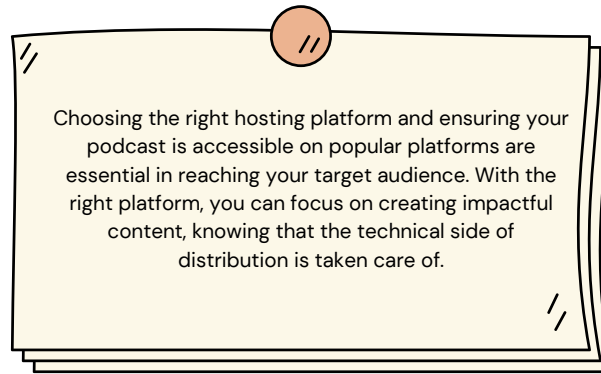 Choosing the right hosting platform and ensuring your
podcast is accessible on popular platforms are
essential in reaching your target audience. With the
right platform, you can focus on creating impactful
content, knowing that the technical side of
distribution is taken care of.